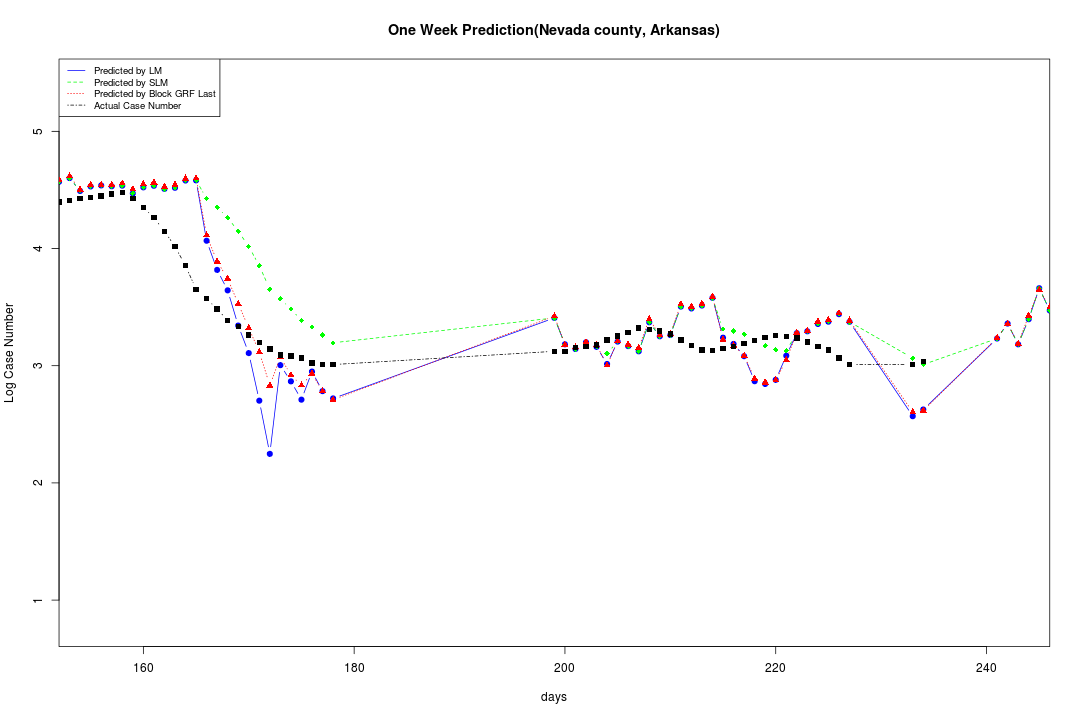 One Week Prediction(Nevada county, Arkansas)
Predicted by LM
Predicted by SLM
Predicted by Block GRF Last
Actual Case Number
5
4
3
2
1
Log Case Number
160 180 200 220 240
days